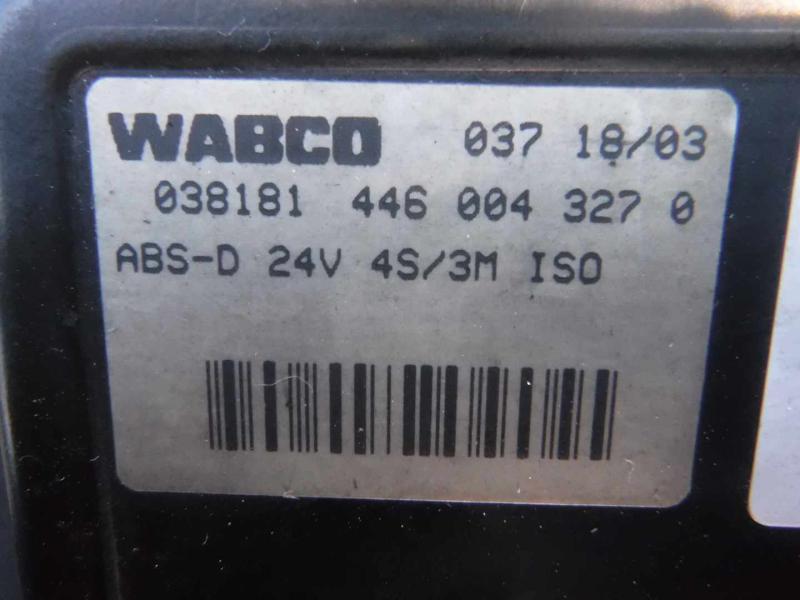 WABCO 037 18/03
038181 446 004 327 0
ABS-D 24V 4S/3M ISO